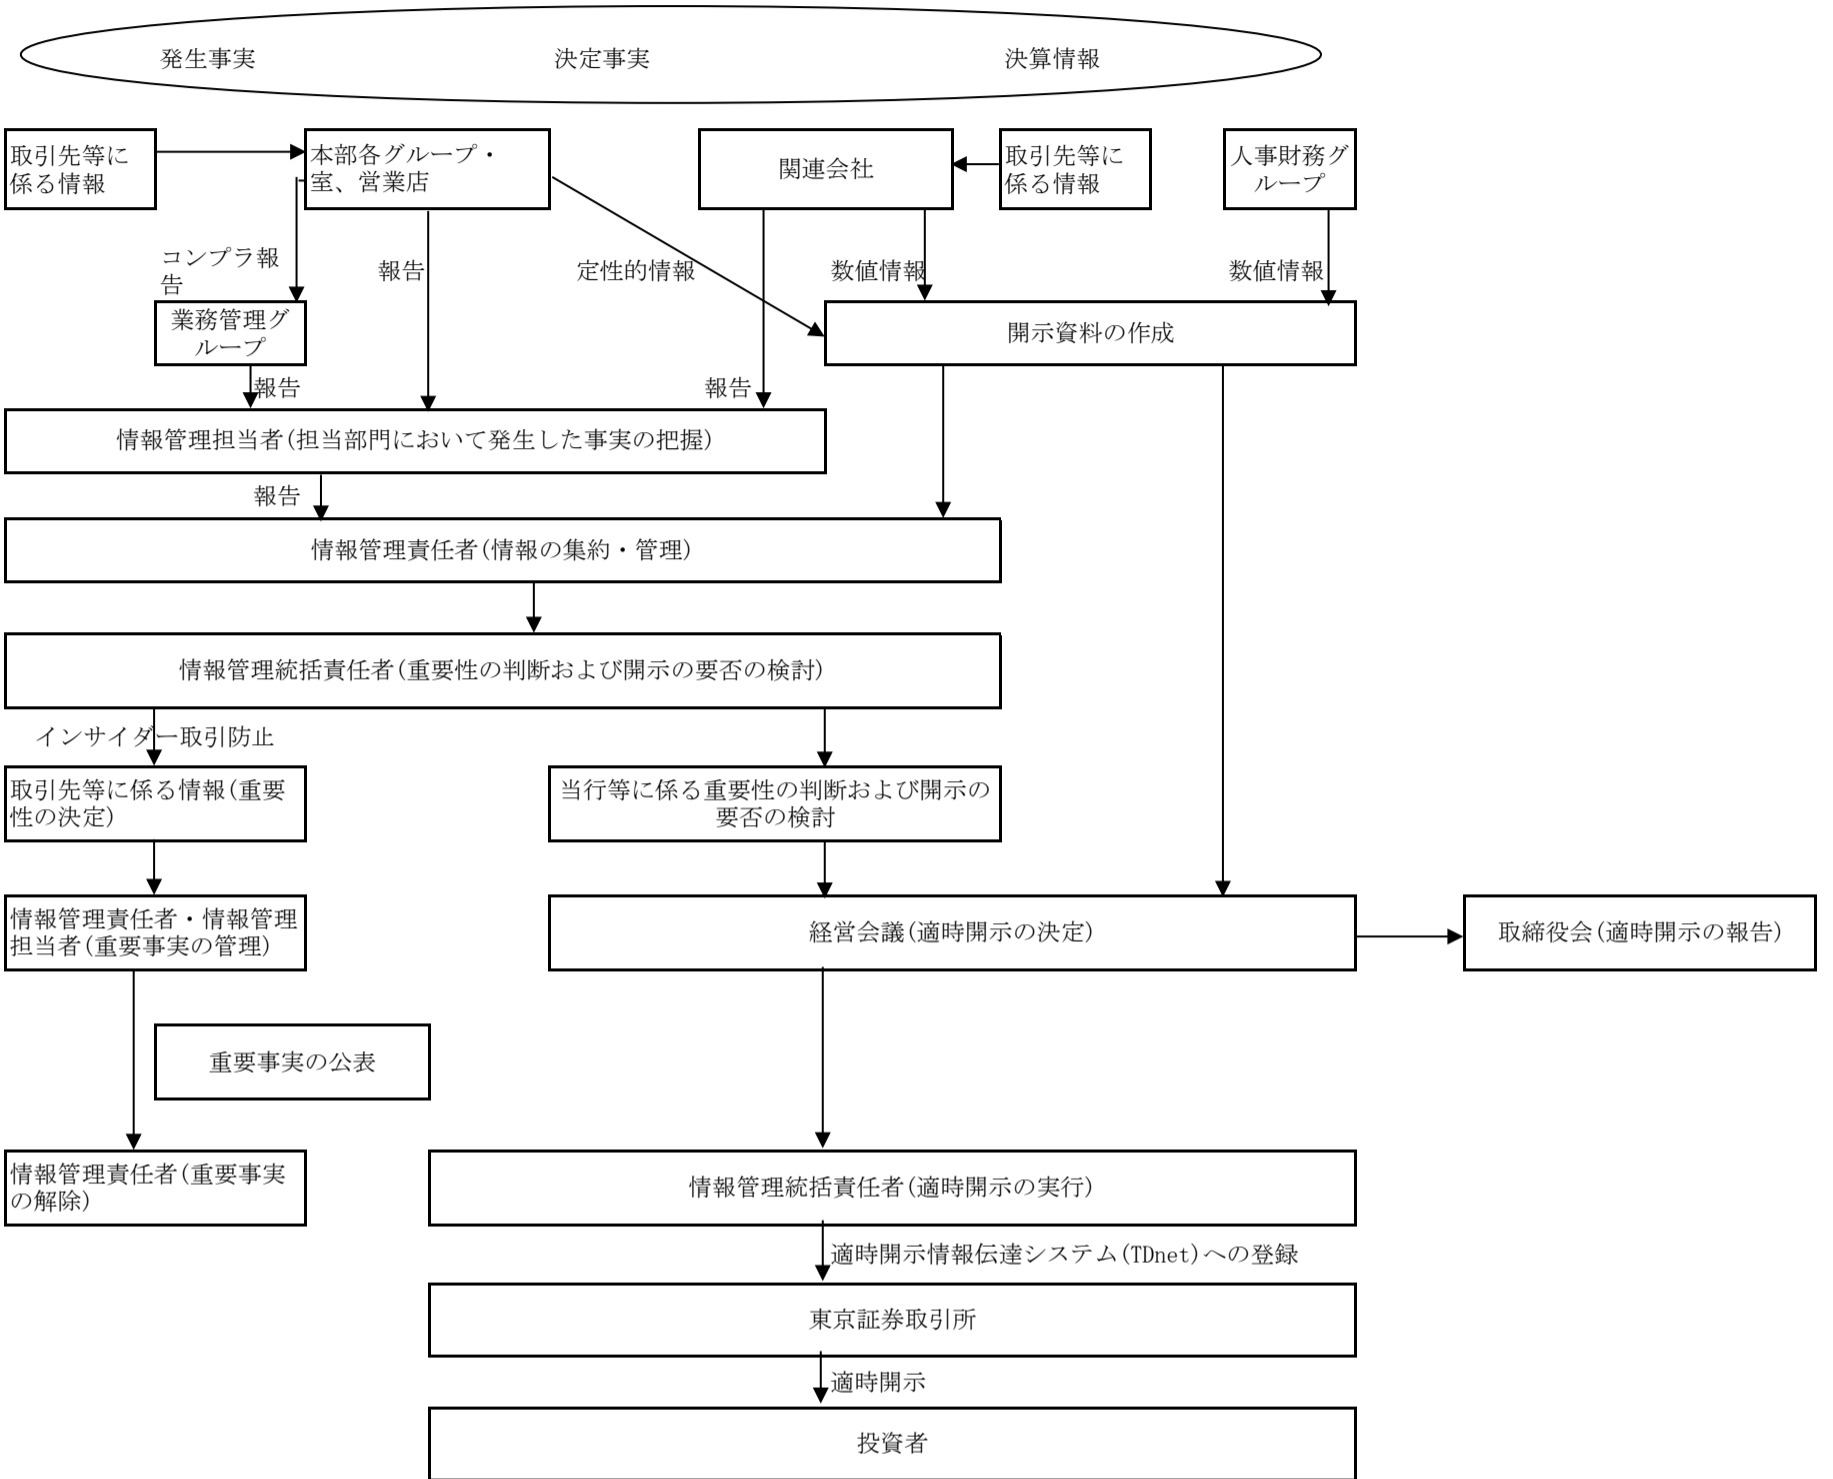 発生事実
決定事実
決算情報
取引先等に
係る情報
本部各グループ・
室、営業店
関連会社
取引先等に
係る情報
人事財務グ
ループ
コンプラ報
告
報告
定性的情報
数値情報
数値情報
業務管理グ
ループ
開示資料の作成
報告
報告
情報管理担当者(担当部門において発生した事実の把握)
報告
情報管理責任者(情報の集約・管理)
情報管理統括責任者(重要性の判断および開示の要否の検討)
インサイダー取引防止
取引先等に係る情報(重要
性の決定)
当行等に係る重要性の判断および開示の
要否の検討
情報管理責任者・情報管理
担当者(重要事実の管理)
経営会議(適時開示の決定)
取締役会(適時開示の報告)
重要事実の公表
情報管理責任者(重要事実
の解除)
情報管理統括責任者(適時開示の実行)
適時開示情報伝達システム(TDnet)への登録
東京証券取引所
適時開示
投資者